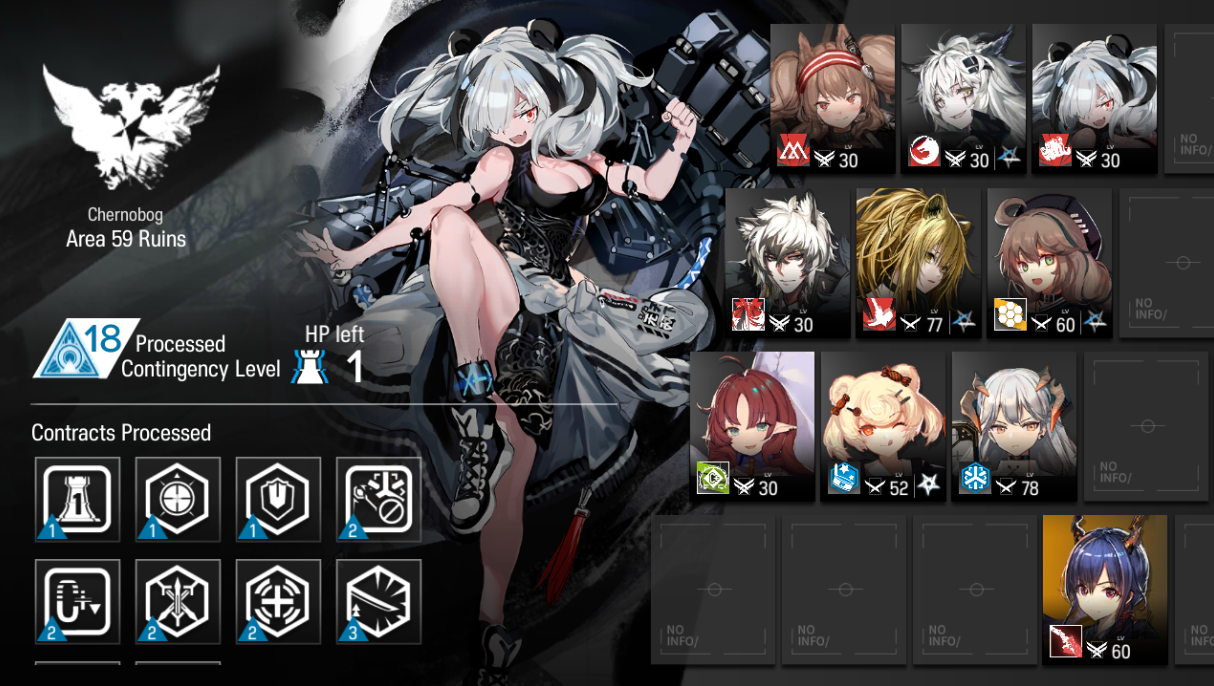 Chernobog
Area 59 Ruins
18
Processed
Contingency Level
HP left
1
Contracts Processed
1
1
1
1
2
2
2
2
3
LV
30
LV
30
LV
30
NO
INFO/
LV
30
LV
77
LV
60
NO
INFO/
LV
30
LV
52
LV
78
NO
INFO/
NO
INFO/
NO
INFO/
NO
INFO/
LV
60
NO
INFO/